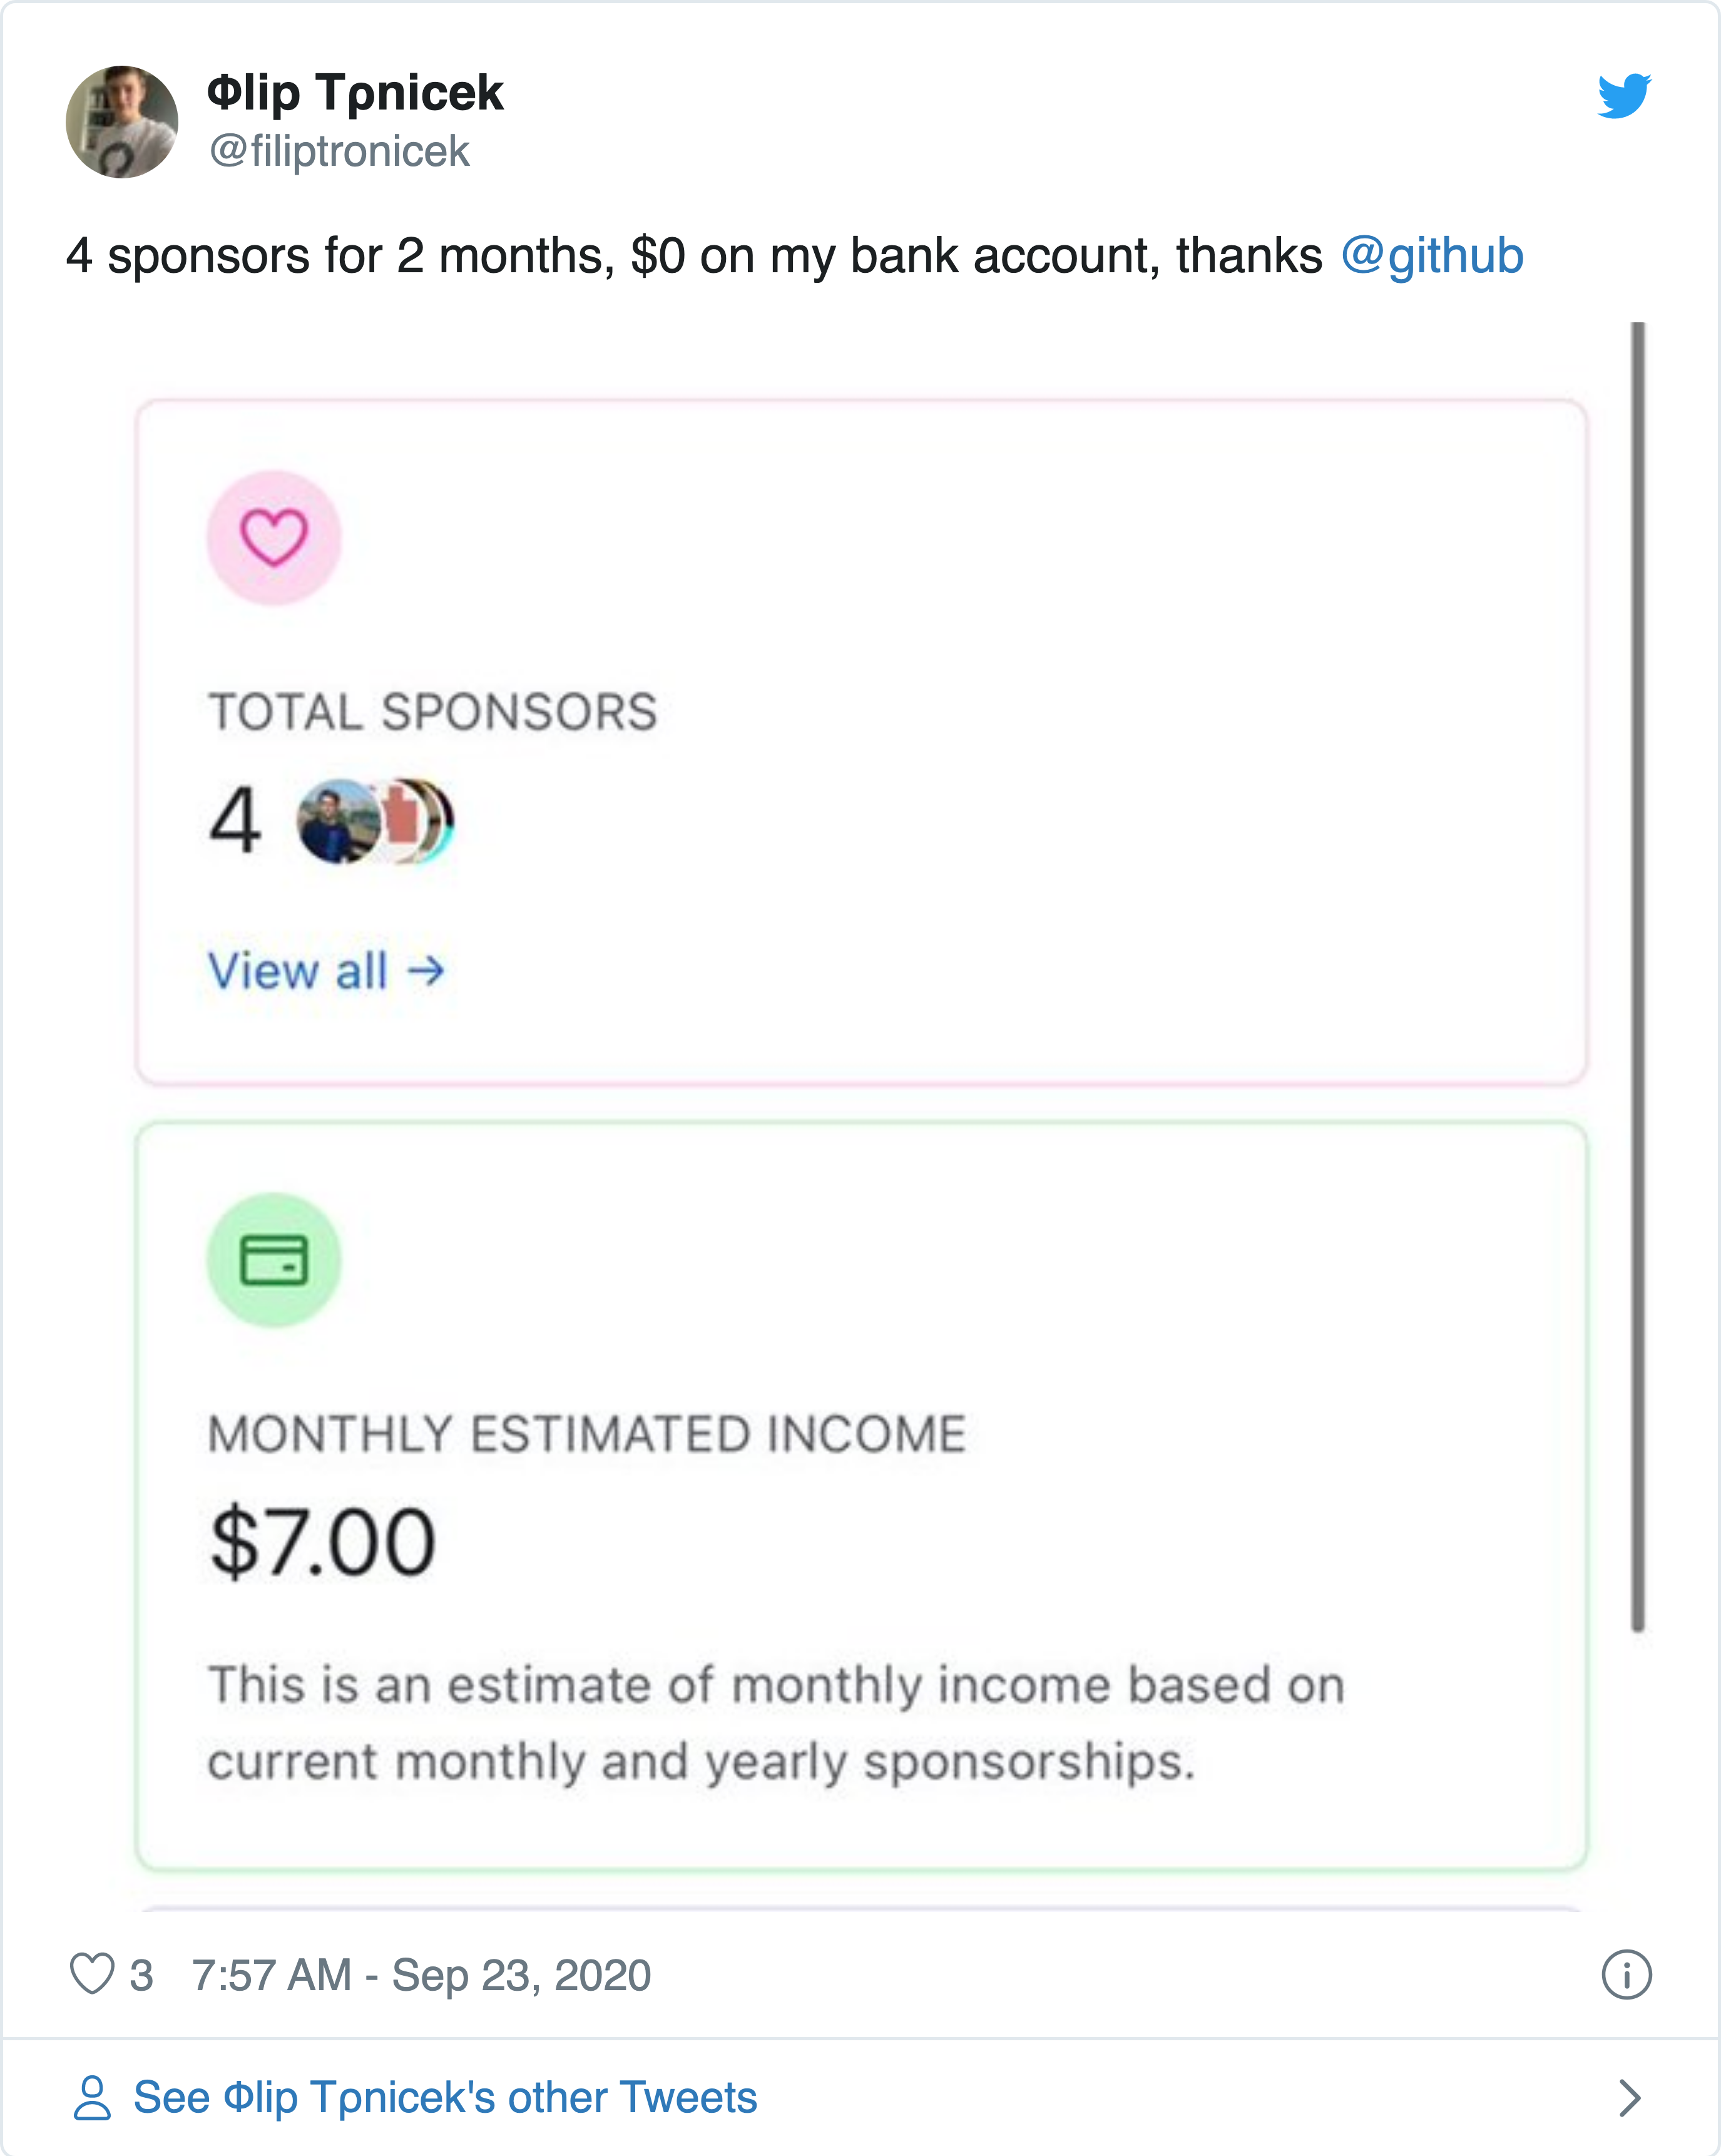 Φlip Tρnicek
@filiptronicek
4 sponsors for 2 months, $0 on my bank account, thanks @github
TOTAL SPONSORS
4
View all →
MONTHLY ESTIMATED INCOME
$7.00
This is an estimate of monthly income based on
current monthly and yearly sponsorships.
3 7:57 AM - Sep 23, 2020
See Φlip Tρnicek's other Tweets